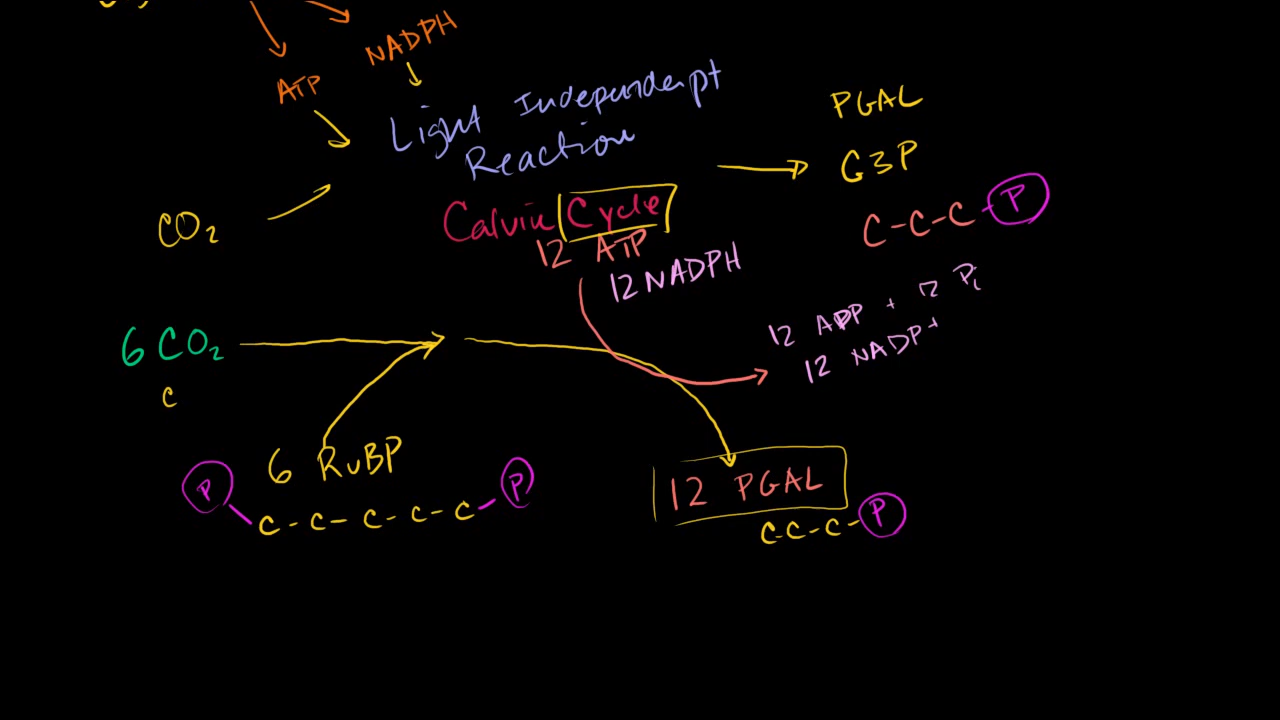 NADPH
ATP
Light Independent
Reaction
PGAL
G3P
CO2
Calvin Cycle
C-C-C-P
12 ATP
12 NADPH
12 ADP + 12 Pi
12 NADP+
6 CO2
C
6 RuBP
P
C-C-C-C-C-P
12 PGAL
C-C-C-P